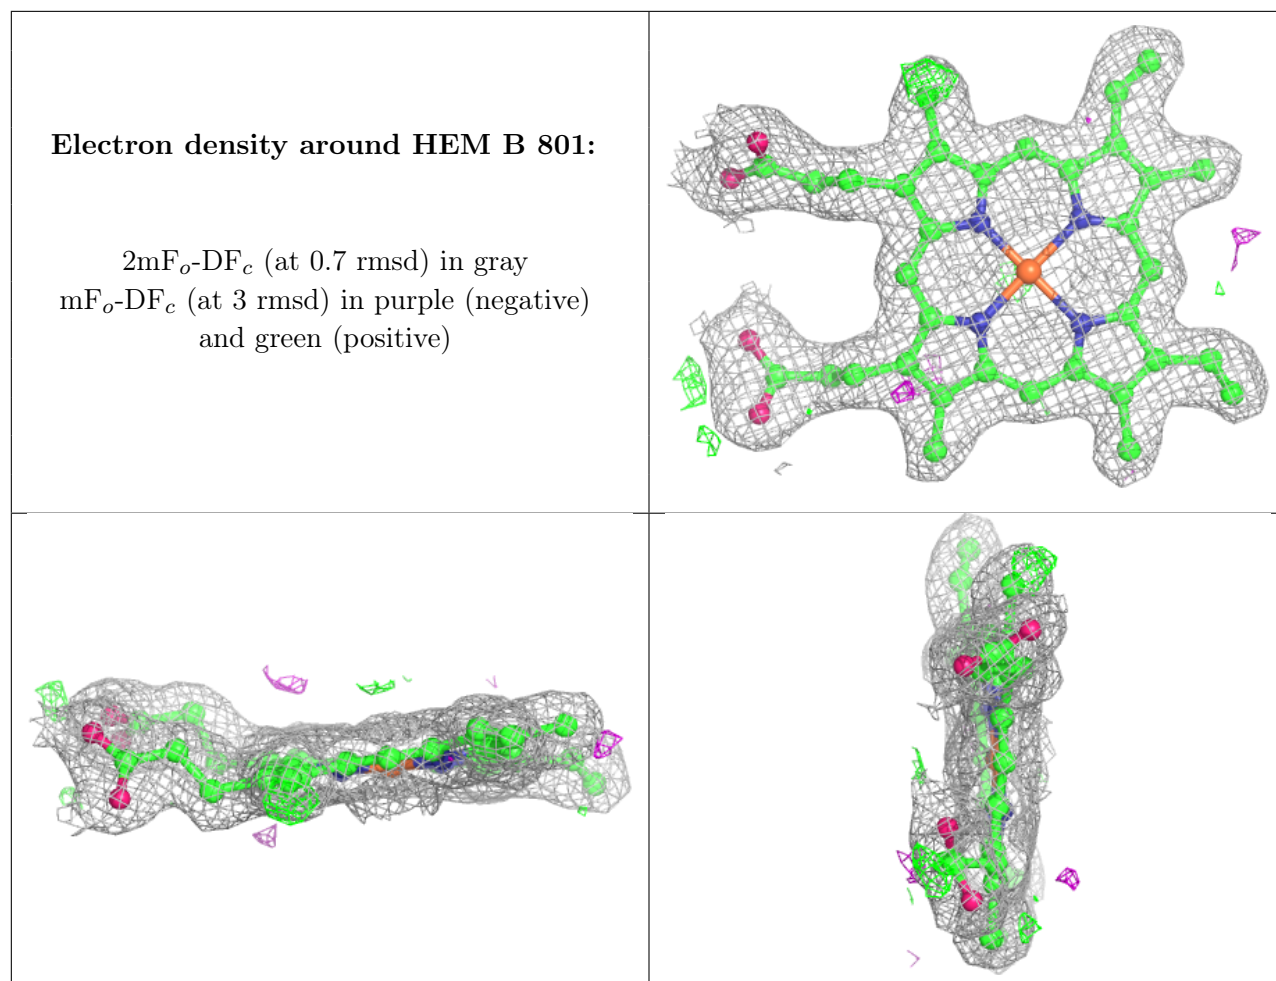 Electron density around HEM B 801:
2mFₒ-DF𝒸 (at 0.7 rmsd) in gray
mFₒ-DF𝒸 (at 3 rmsd) in purple (negative)
and green (positive)